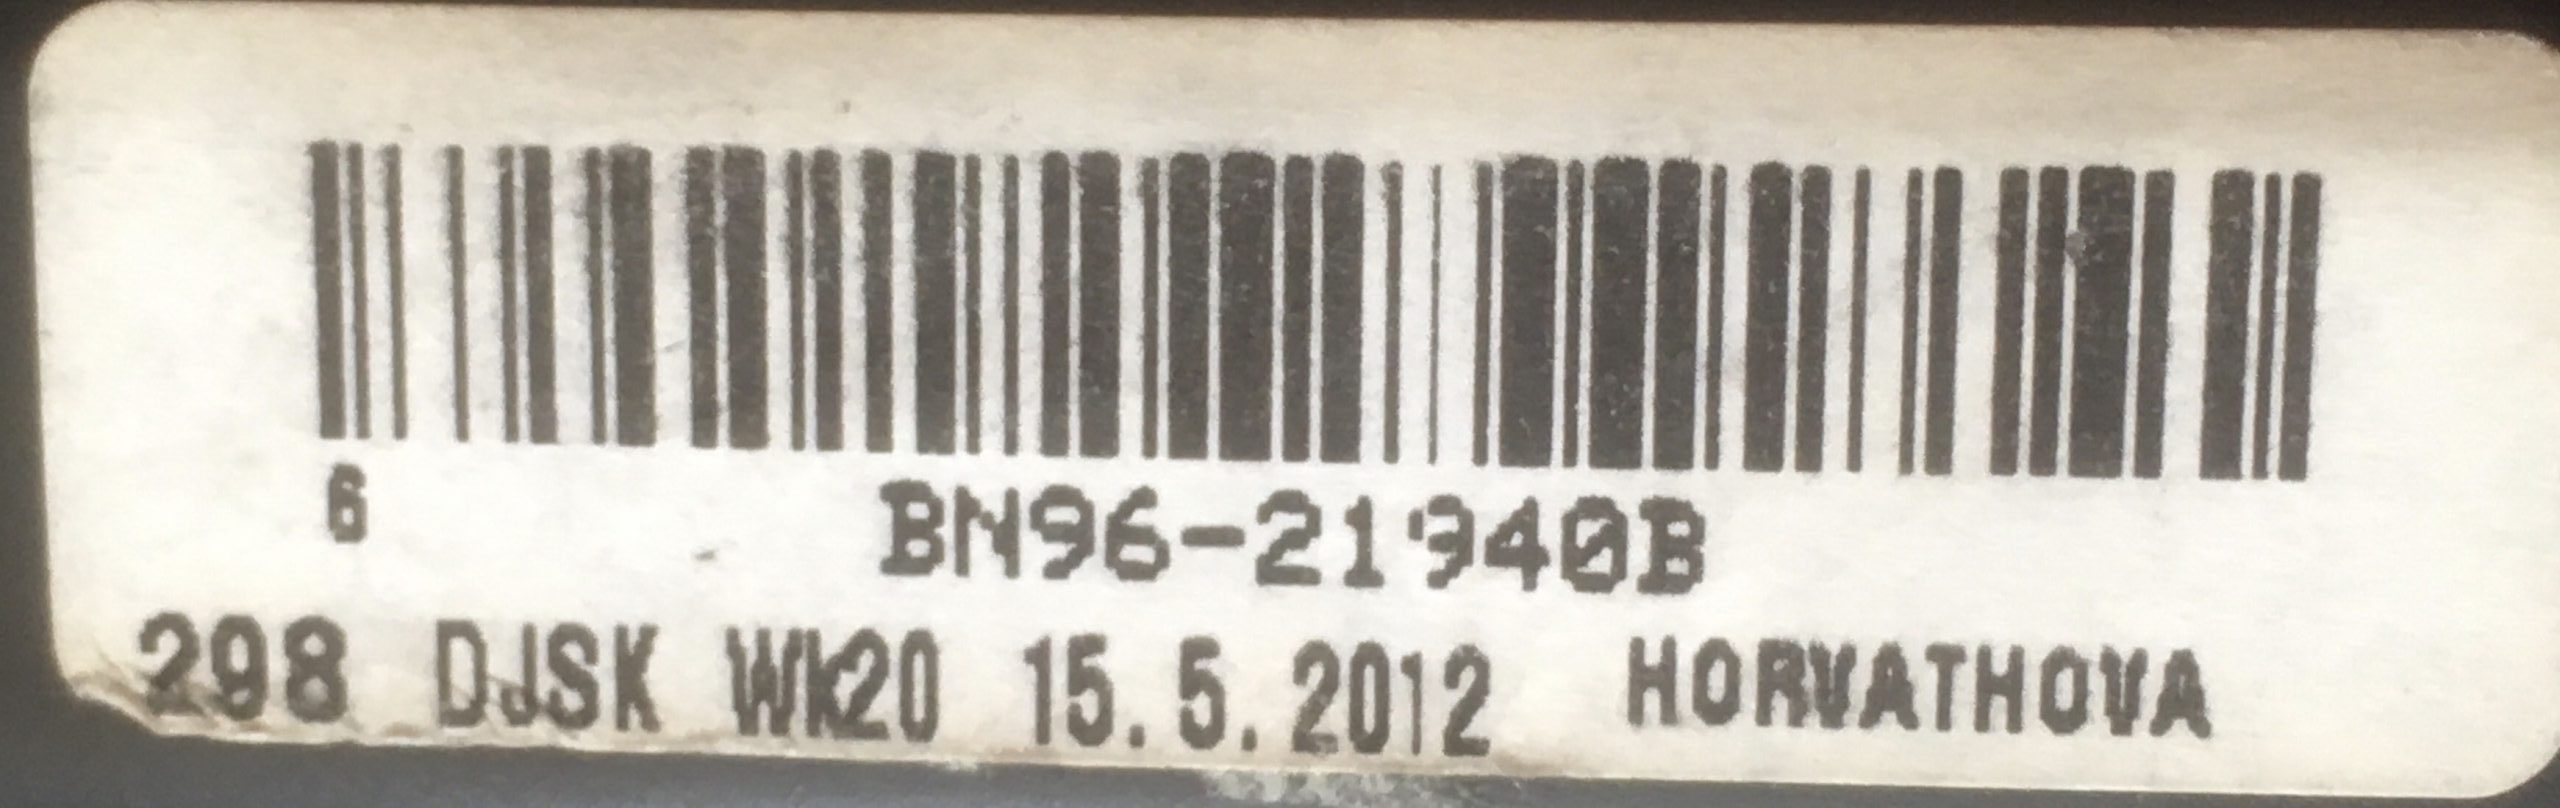 6
BN96-21940B
298 DJSK Wk20 15.5.2012 HORVATHOVA